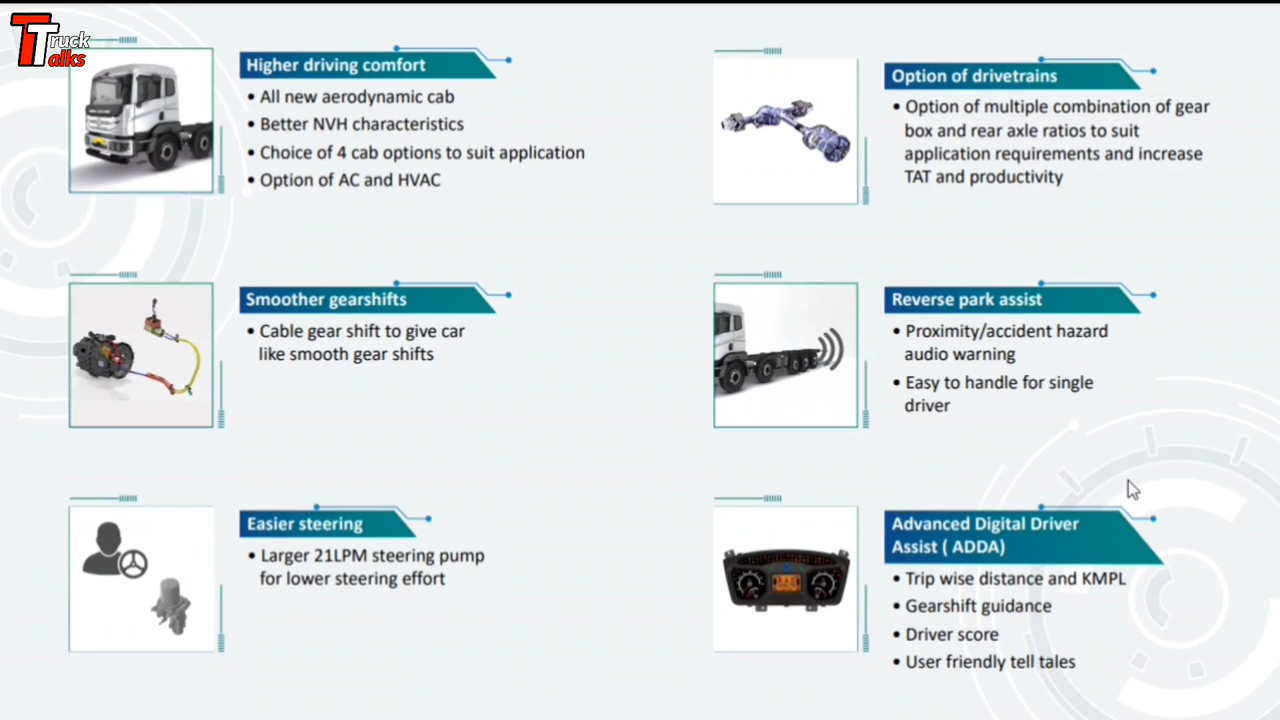 Truck
Talks
Higher driving comfort
• All new aerodynamic cab
• Better NVH characteristics
• Choice of 4 cab options to suit application
• Option of AC and HVAC
Option of drivetrains
• Option of multiple combination of gear
box and rear axle ratios to suit
application requirements and increase
TAT and productivity
Smoother gearshifts
• Cable gear shift to give car
like smooth gear shifts
Reverse park assist
• Proximity/accident hazard
audio warning
• Easy to handle for single
driver
Easier steering
• Larger 21LPM steering pump
for lower steering effort
Advanced Digital Driver
Assist ( ADDA)
• Trip wise distance and KMPL
• Gearshift guidance
• Driver score
• User friendly tell tales